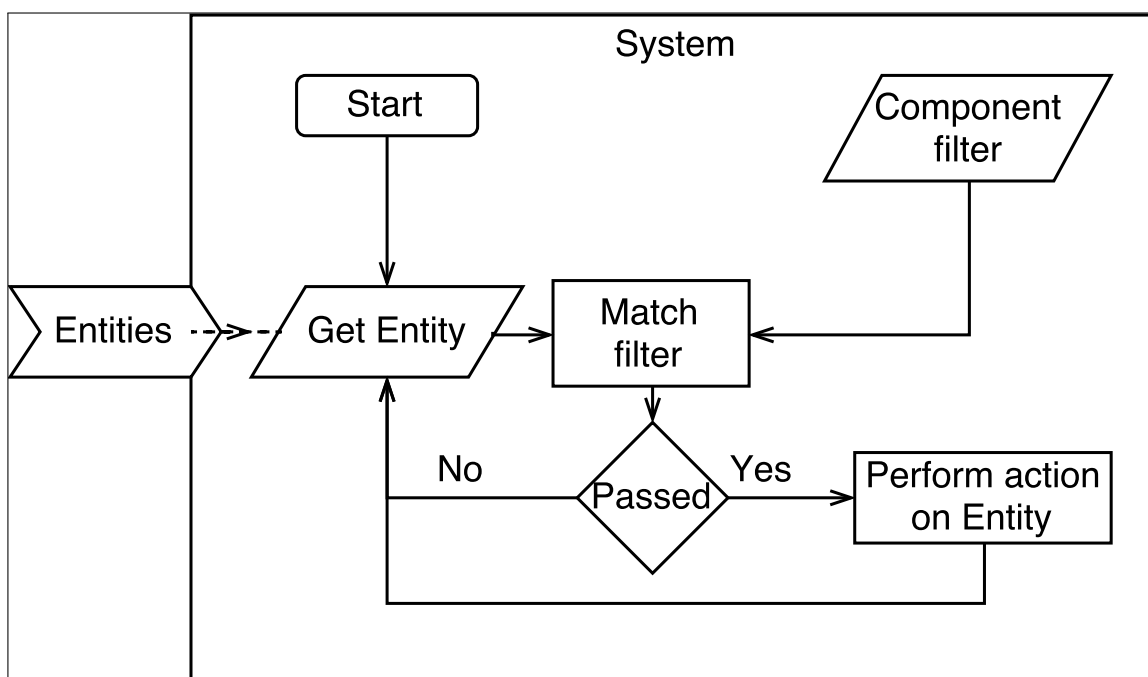 System
Start
Component
filter
Entities
Get Entity
Match
filter
No
Yes
Passed
Perform action
on Entity